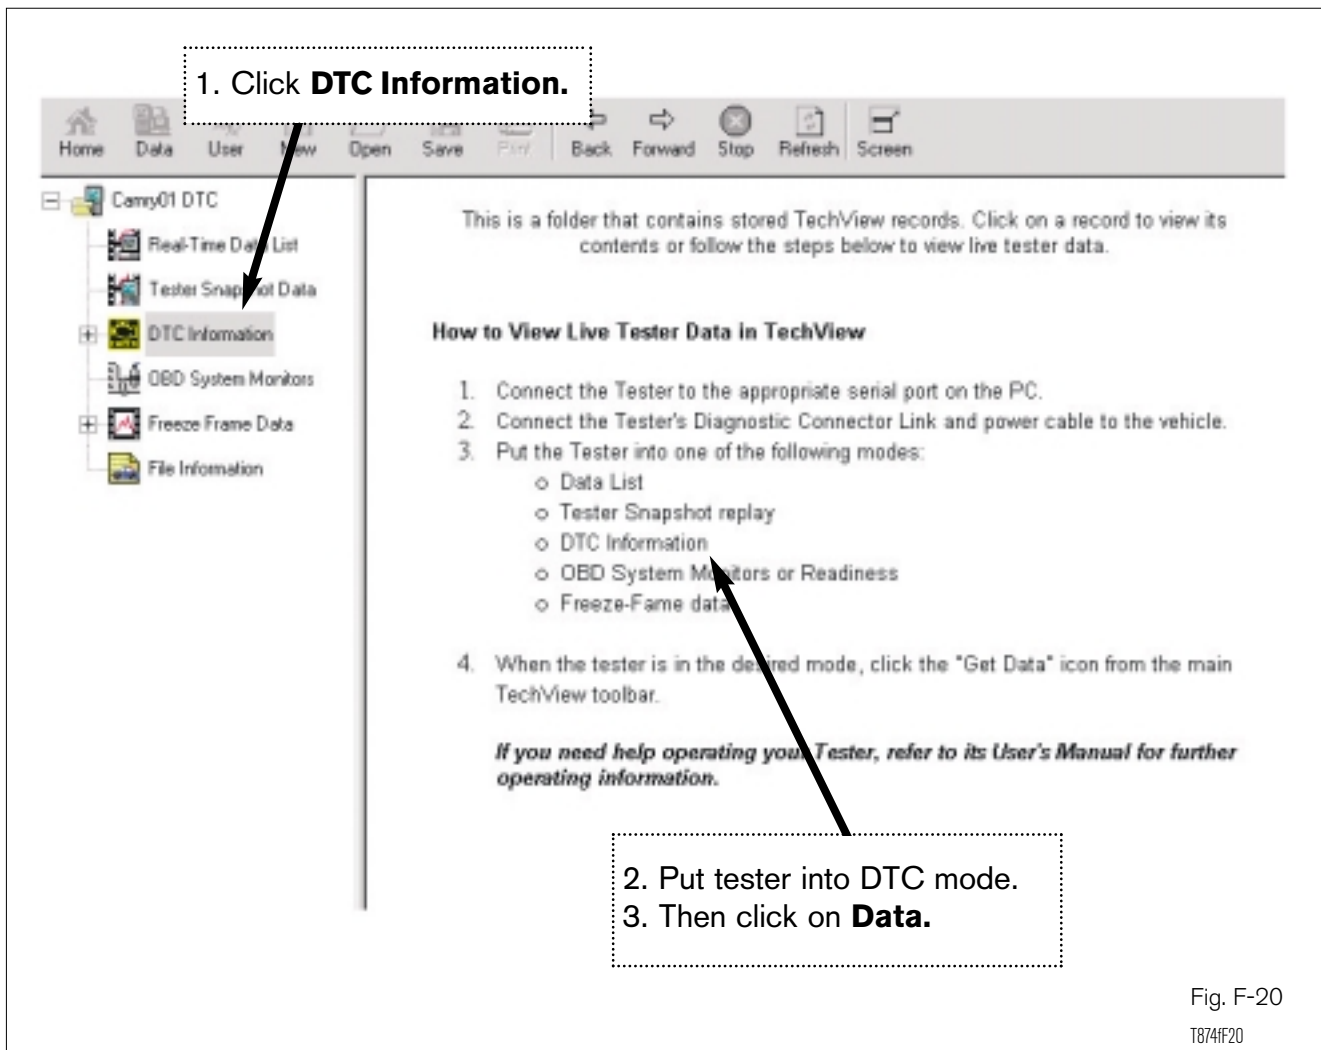 1. Click DTC Information.
Home Data User New Open Save Print Back Forward Stop Refresh Screen
Camry01 DTC
Real-Time Data List
Tester Snapshot Data
DTC Information
OBD System Monitors
Freeze Frame Data
File Information
This is a folder that contains stored TechView records. Click on a record to view its
contents or follow the steps below to view live tester data.
How to View Live Tester Data in TechView
1. Connect the Tester to the appropriate serial port on the PC.
2. Connect the Tester's Diagnostic Connector Link and power cable to the vehicle.
3. Put the Tester into one of the following modes:
o Data List
o Tester Snapshot replay
o DTC Information
o OBD System Monitors or Readiness
o Freeze-Fame data
4. When the tester is in the desired mode, click the "Get Data" icon from the main
TechView toolbar.
If you need help operating your Tester, refer to its User's Manual for further
operating information.
2. Put tester into DTC mode.
3. Then click on Data.
Fig. F-20
T874fF20